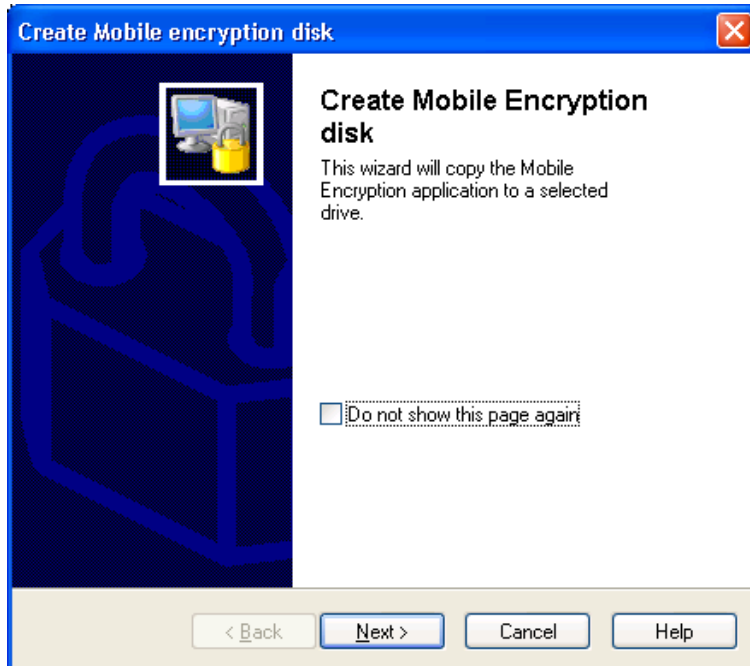 Create Mobile encryption disk
Create Mobile Encryption
disk
This wizard will copy the Mobile
Encryption application to a selected
drive.
Do not show this page again
< Back
Next >
Cancel
Help